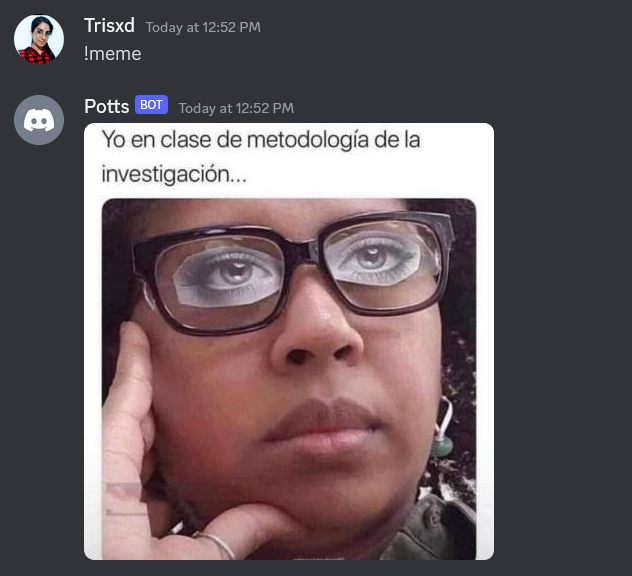 Trisxd Today at 12:52 PM
!meme
Potts BOT Today at 12:52 PM
Yo en clase de metodología de la
investigación...